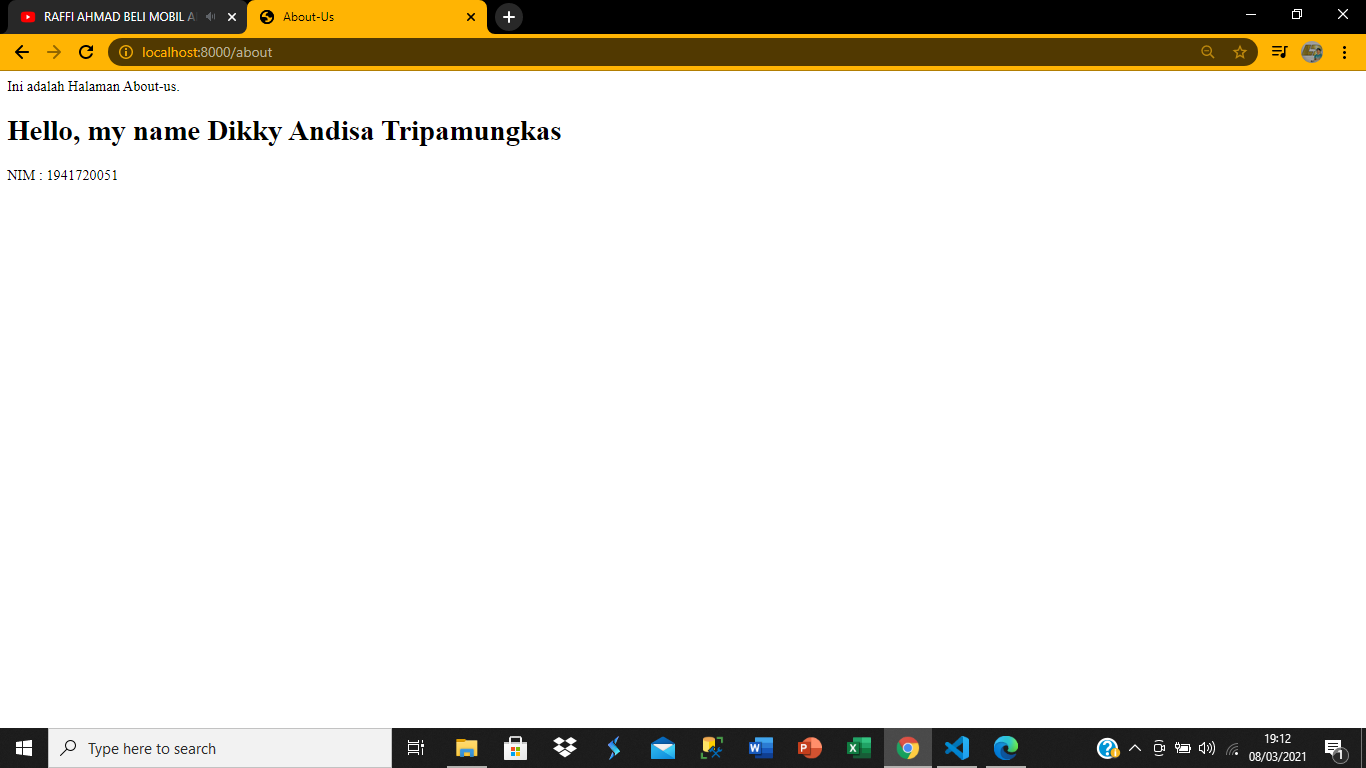 RAFFI AHMAD BELI MOBIL
About-Us
localhost:8000/about
Ini adalah Halaman About-us.
Hello, my name Dikky Andisa Tripamungkas
NIM : 1941720051
Type here to search
19:12
08/03/2021
1